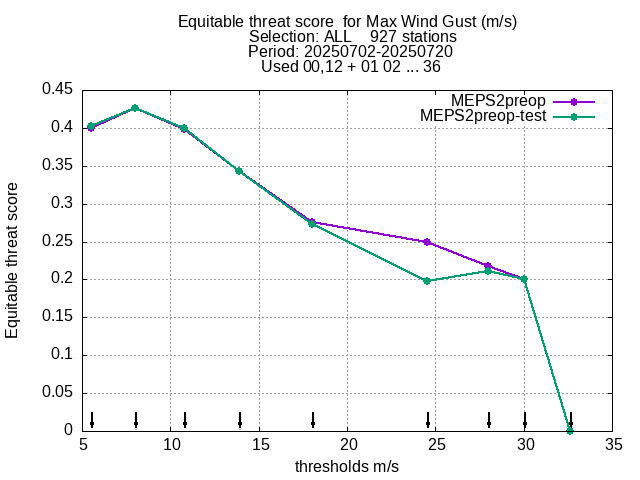 Equitable threat score  for Max Wind Gust (m/s)
Selection: ALL    927 stations
Period: 20250702-20250720
Used 00,12 + 01 02 ... 36
MEPS2preop
MEPS2preop-test
Equitable threat score
0.45
0.4
0.35
0.3
0.25
0.2
0.15
0.1
0.05
0
5 10 15 20 25 30 35
thresholds m/s